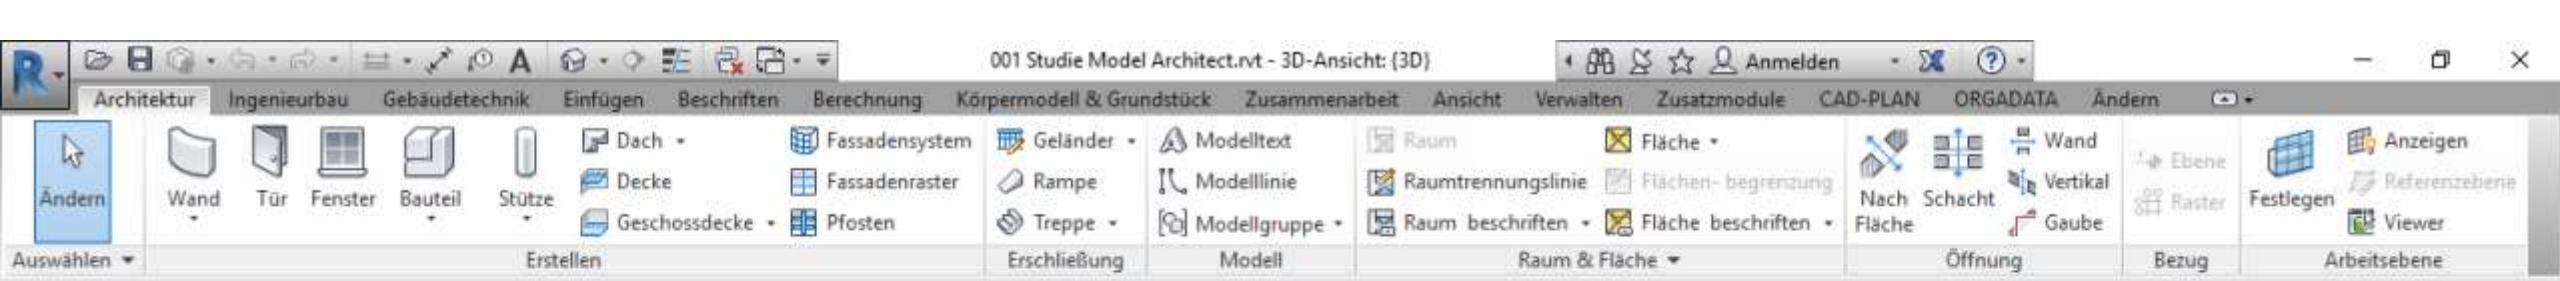 001 Studie Model Architect.rvt - 3D-Ansicht: {3D}
Anmelden
Architektur Ingenieurbau Gebäudetechnik Einfügen Beschriften Berechnung Körpermodell & Grundstück Zusammenarbeit Ansicht Verwalten Zusatzmodule CAD-PLAN ORGADATA Ändern
Ändern
Auswählen
Wand
Tür
Fenster
Bauteil
Stütze
Dach
Decke
Geschossdecke
Fassadensystem
Fassadenraster
Pfosten
Erstellen
Geländer
Rampe
Treppe
Erschließung
Modelltext
Modelllinie
Modellgruppe
Modell
Raum
Raumtrennungslinie
Raum beschriften
Fläche
Flächen- begrenzung
Fläche beschriften
Raum & Fläche
Nach
Fläche
Schacht
Wand
Vertikal
Gaube
Öffnung
Ebene
Raster
Bezug
Festlegen
Anzeigen
Referenzebene
Viewer
Arbeitsebene